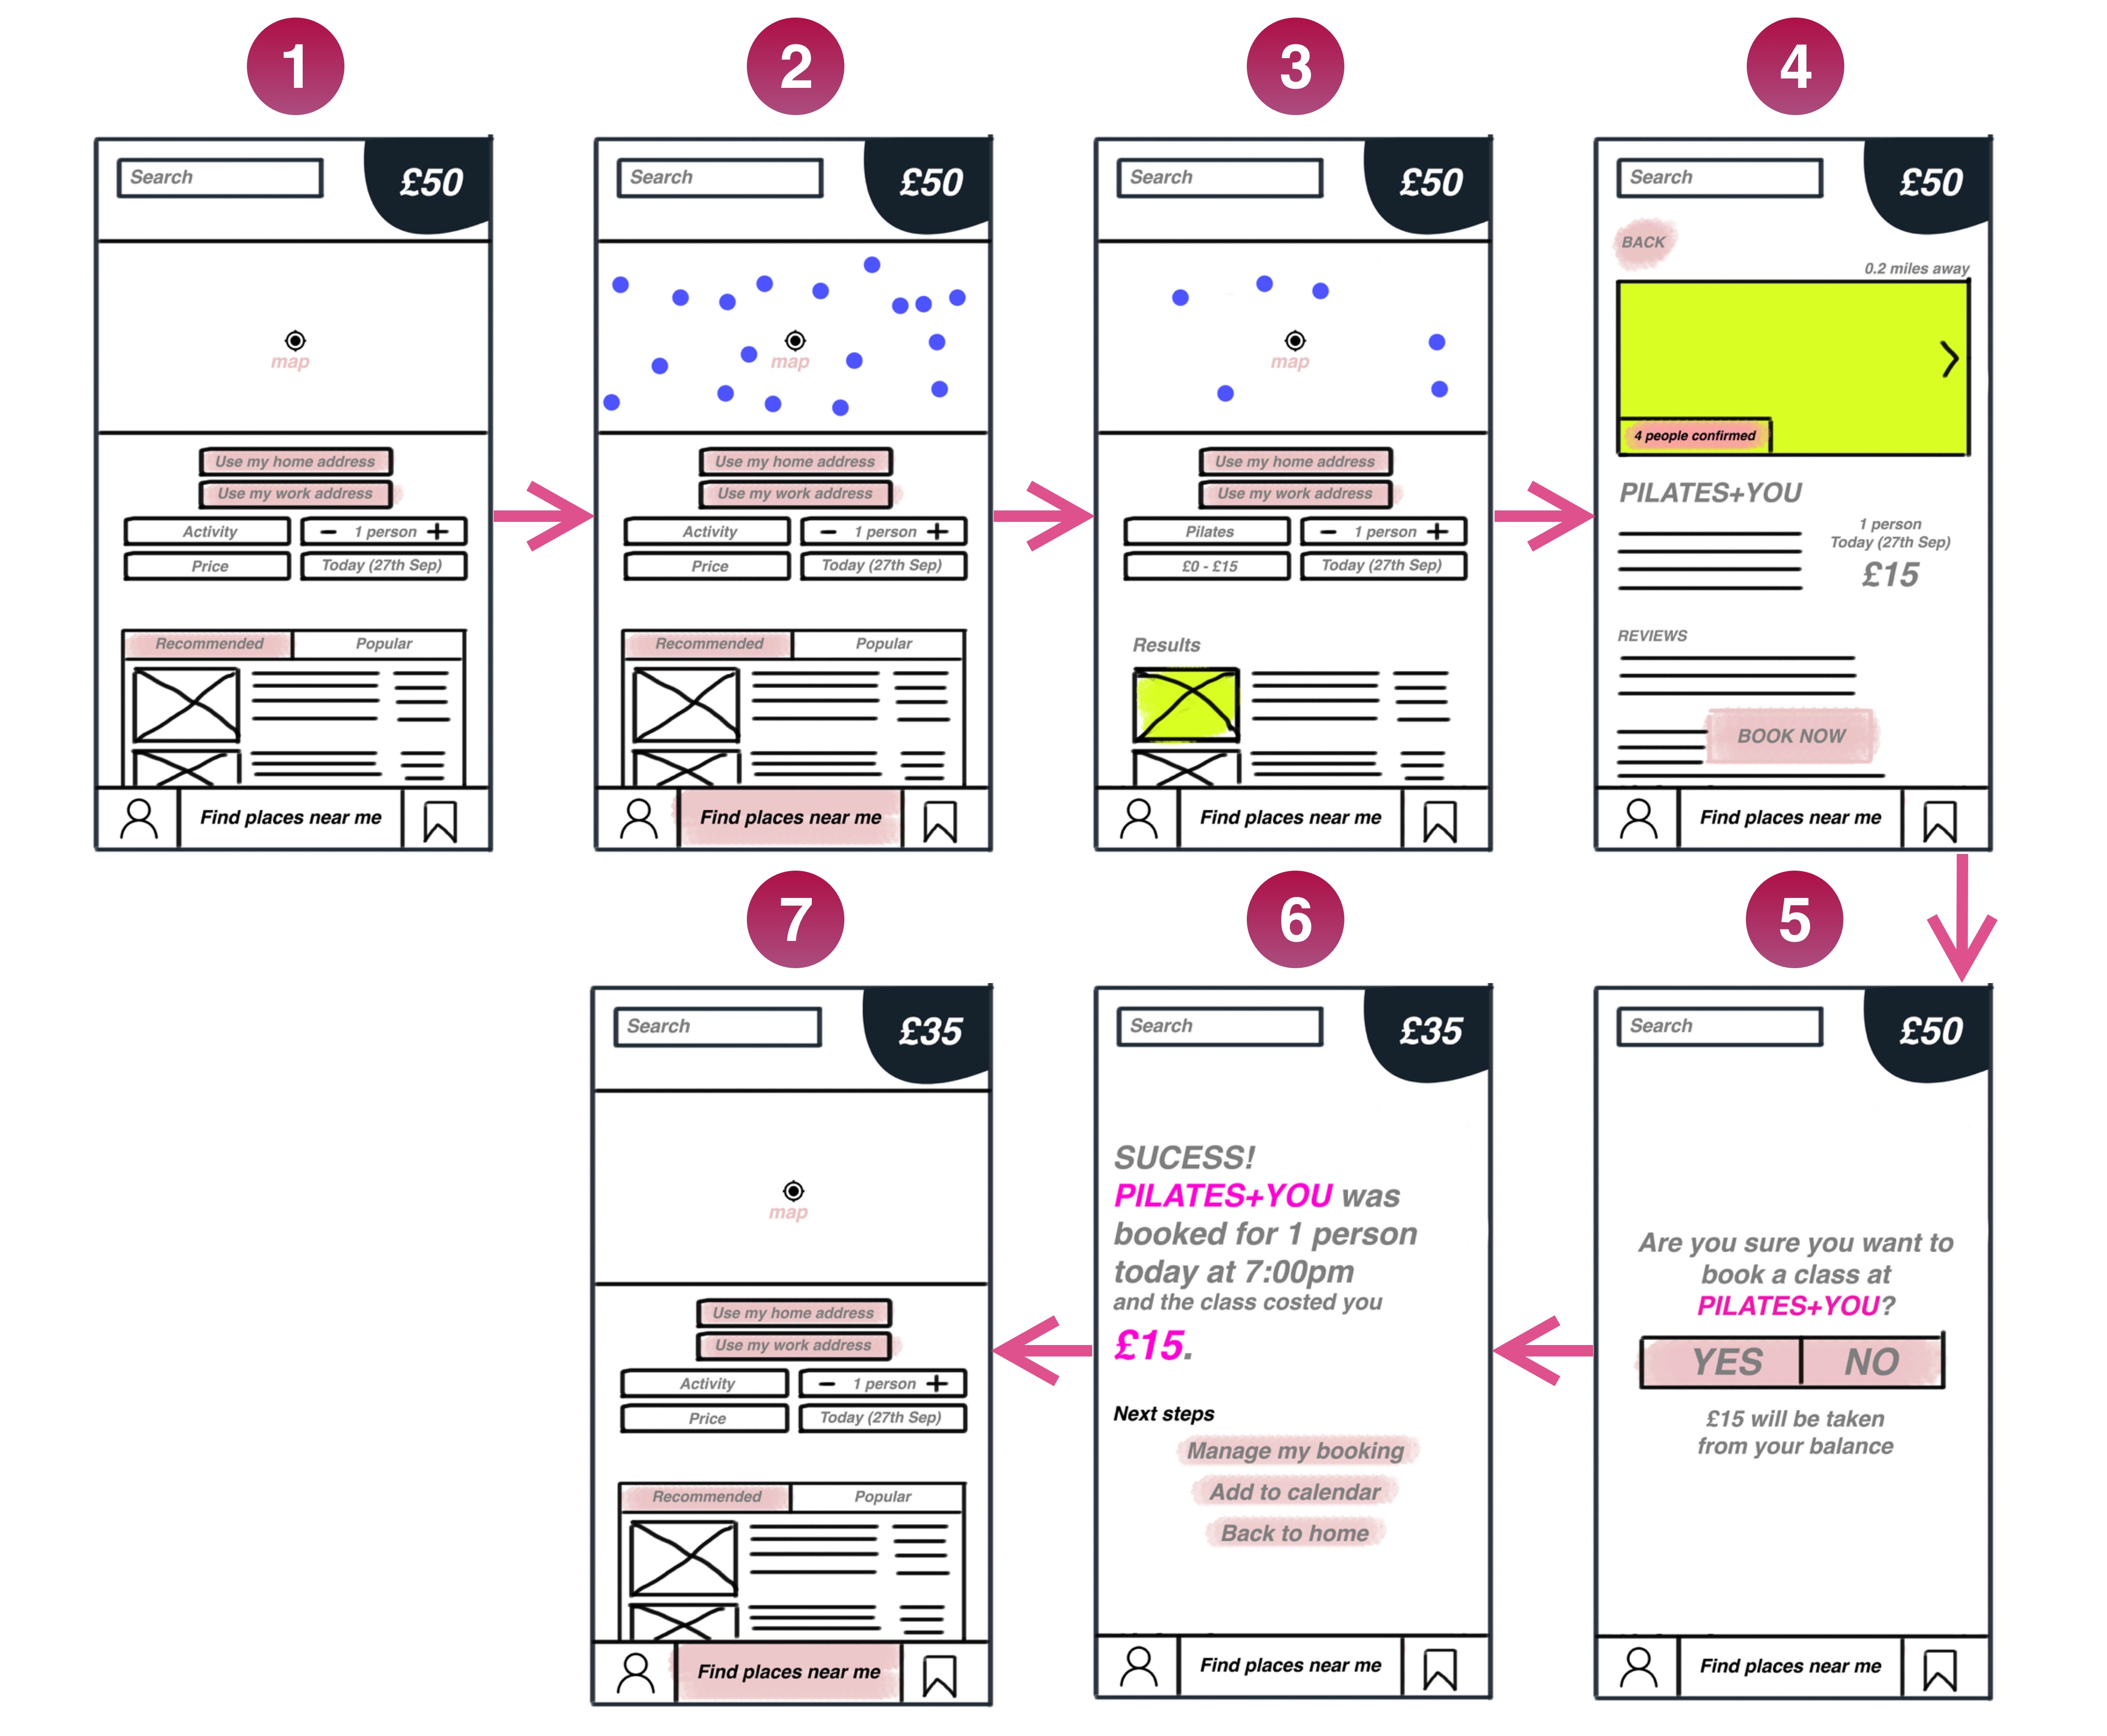 1
Search
£50
map
Use my home address
Use my work address
Activity
− 1 person +
Price
Today (27th Sep)
Recommended
Popular
Find places near me
2
Search
£50
map
Use my home address
Use my work address
Activity
− 1 person +
Price
Today (27th Sep)
Recommended
Popular
Find places near me
3
Search
£50
map
Use my home address
Use my work address
Pilates
− 1 person +
£0 - £15
Today (27th Sep)
Results
Find places near me
4
Search
£50
BACK
0.2 miles away
4 people confirmed
PILATES+YOU
1 person
Today (27th Sep)
£15
REVIEWS
BOOK NOW
Find places near me
5
Search
£50
Are you sure you want to
book a class at
PILATES+YOU?
YES
NO
£15 will be taken
from your balance
Find places near me
6
Search
£35
SUCESS!
PILATES+YOU was
booked for 1 person
today at 7:00pm
and the class costed you
£15.
Next steps
Manage my booking
Add to calendar
Back to home
Find places near me
7
Search
£35
map
Use my home address
Use my work address
Activity
− 1 person +
Price
Today (27th Sep)
Recommended
Popular
Find places near me